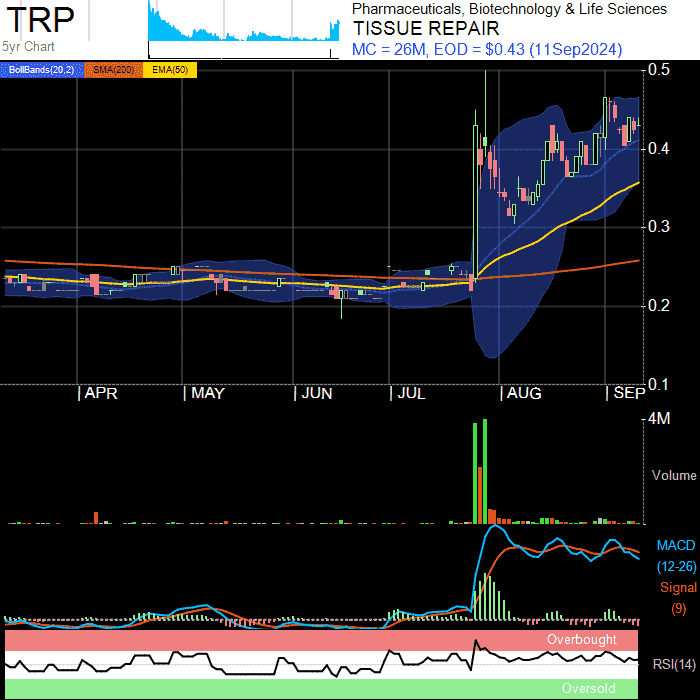 TRP
5yr Chart
Pharmaceuticals, Biotechnology & Life Sciences
TISSUE REPAIR
MC = 26M, EOD = $0.43 (11Sep2024)
BollBands(20,2) SMA(200) EMA(50)
0.5
0.4
0.3
0.2
0.1
APR MAY JUN JUL AUG SEP
4M
Volume
MACD
(12-26)
Signal
(9)
Overbought
RSI(14)
Oversold